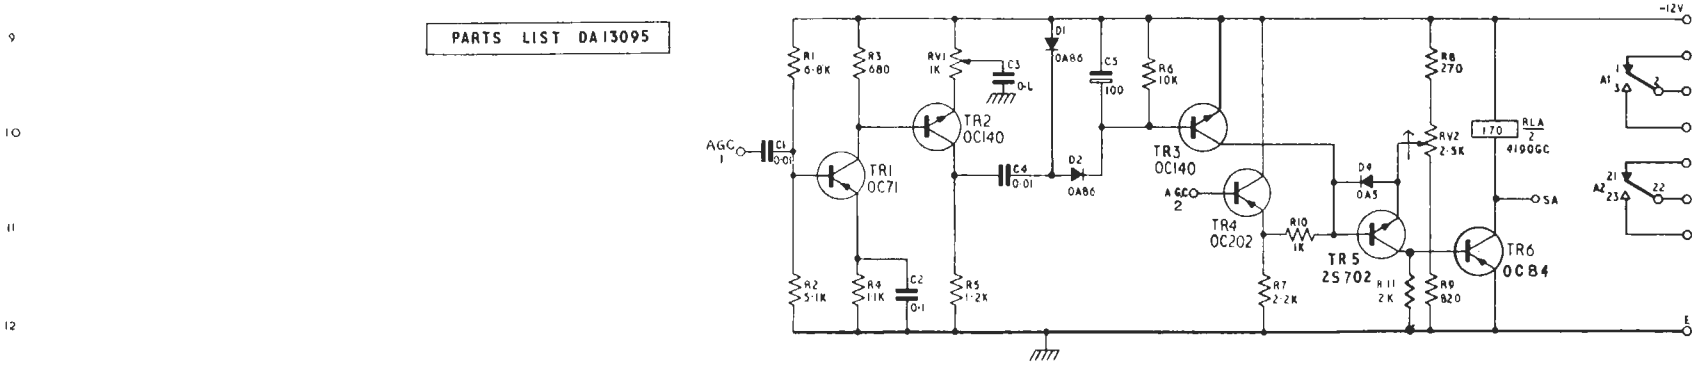 PARTS LIST DA13095
9
10
11
12
-12V
R1
6·8K
R3
680
RV1
1K
C3
0·1
D1
OA86
C5
100
R6
10K
R8
270
A1
1
2
3
AGC
1
C1
0·01
TR1
OC71
TR2
OC140
C4
0·01
D2
OA86
TR3
OC140
D4
OA5
RV2
2·5K
170
RLA
2
4190GC
A2
21
22
23
AGC
2
TR4
OC202
R10
1K
TR5
2S702
SA
TR6
OC84
R2
5·1K
R4
11K
C2
0·1
R5
1·2K
R7
2·2K
R11
2K
R9
820
E